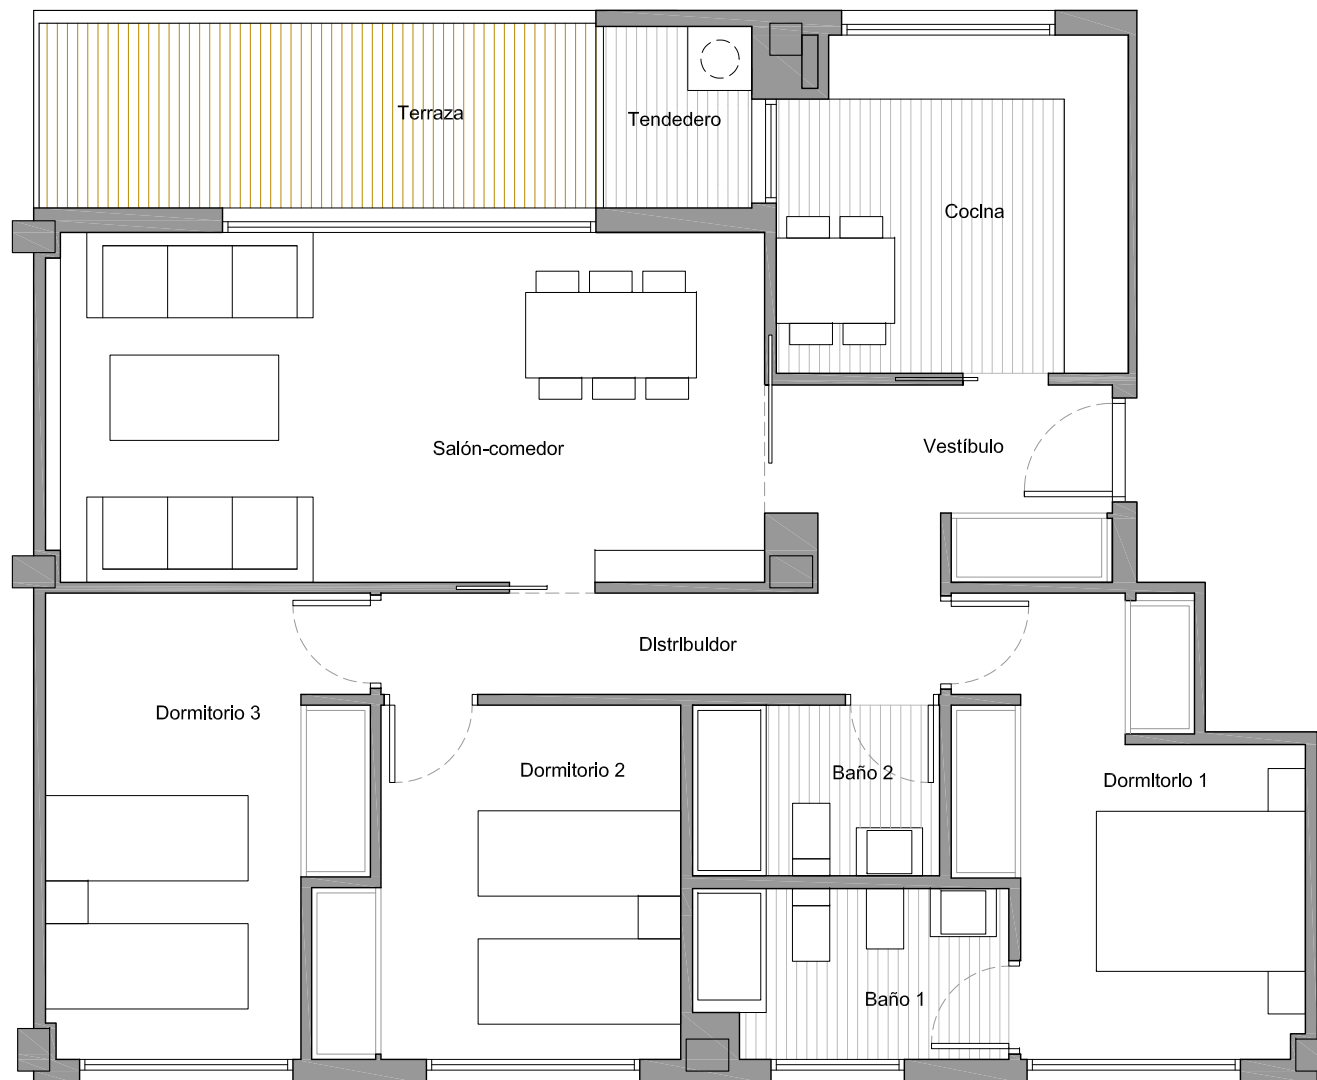 Terraza
Tendedero
Cocina
Salón-comedor
Vestíbulo
Distribuidor
Dormitorio 3
Dormitorio 2
Baño 2
Dormitorio 1
Baño 1